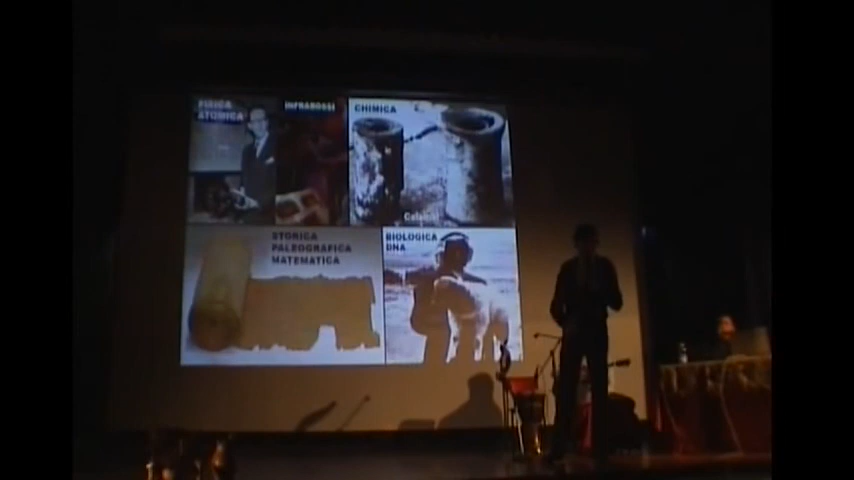 FISICA
ATOMICA
INFRAROSSI
CHIMICA
STORICA
PALEOGRAFICA
MATEMATICA
BIOLOGICA
DNA